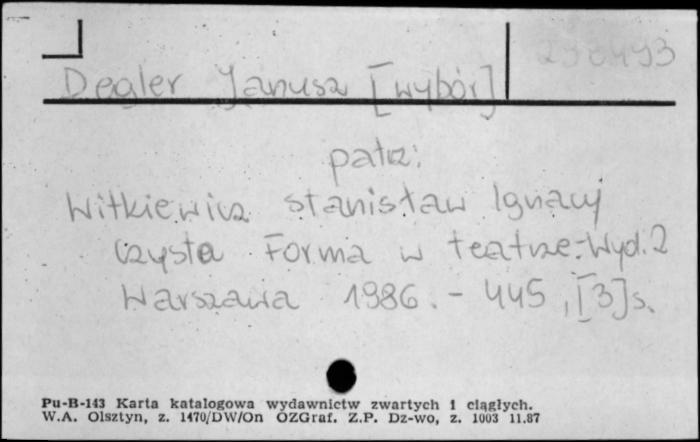 238493
Degler Janusz [wybór]
patrz:
Witkiewicz Stanisław Ignacy
Czysta Forma w teatrze.-Wyd.2
Warszawa 1986.- 445,[3]s.
Pu-B-143 Karta katalogowa wydawnictw zwartych i ciągłych.
W.A. Olsztyn, z. 1470/DW/On OZGraf. Z.P. Dz-wo, z. 1003 11.87